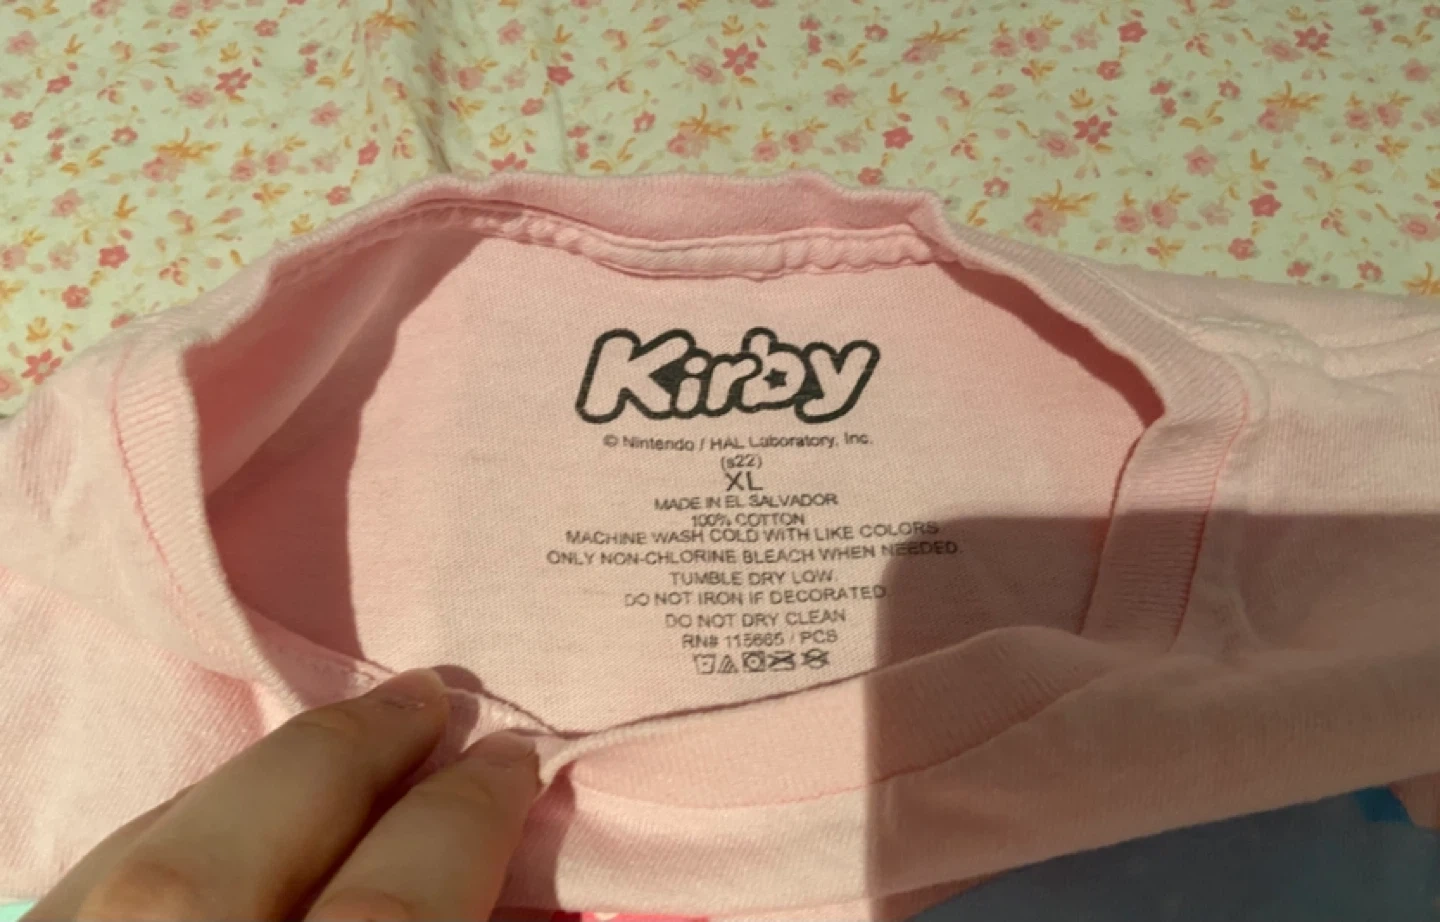 Kirby
© Nintendo / HAL Laboratory, Inc.
(s22)
XL
MADE IN EL SALVADOR
100% COTTON
MACHINE WASH COLD WITH LIKE COLORS
ONLY NON-CHLORINE BLEACH WHEN NEEDED.
TUMBLE DRY LOW.
DO NOT IRON IF DECORATED
DO NOT DRY CLEAN
RN# 115665 / PCS